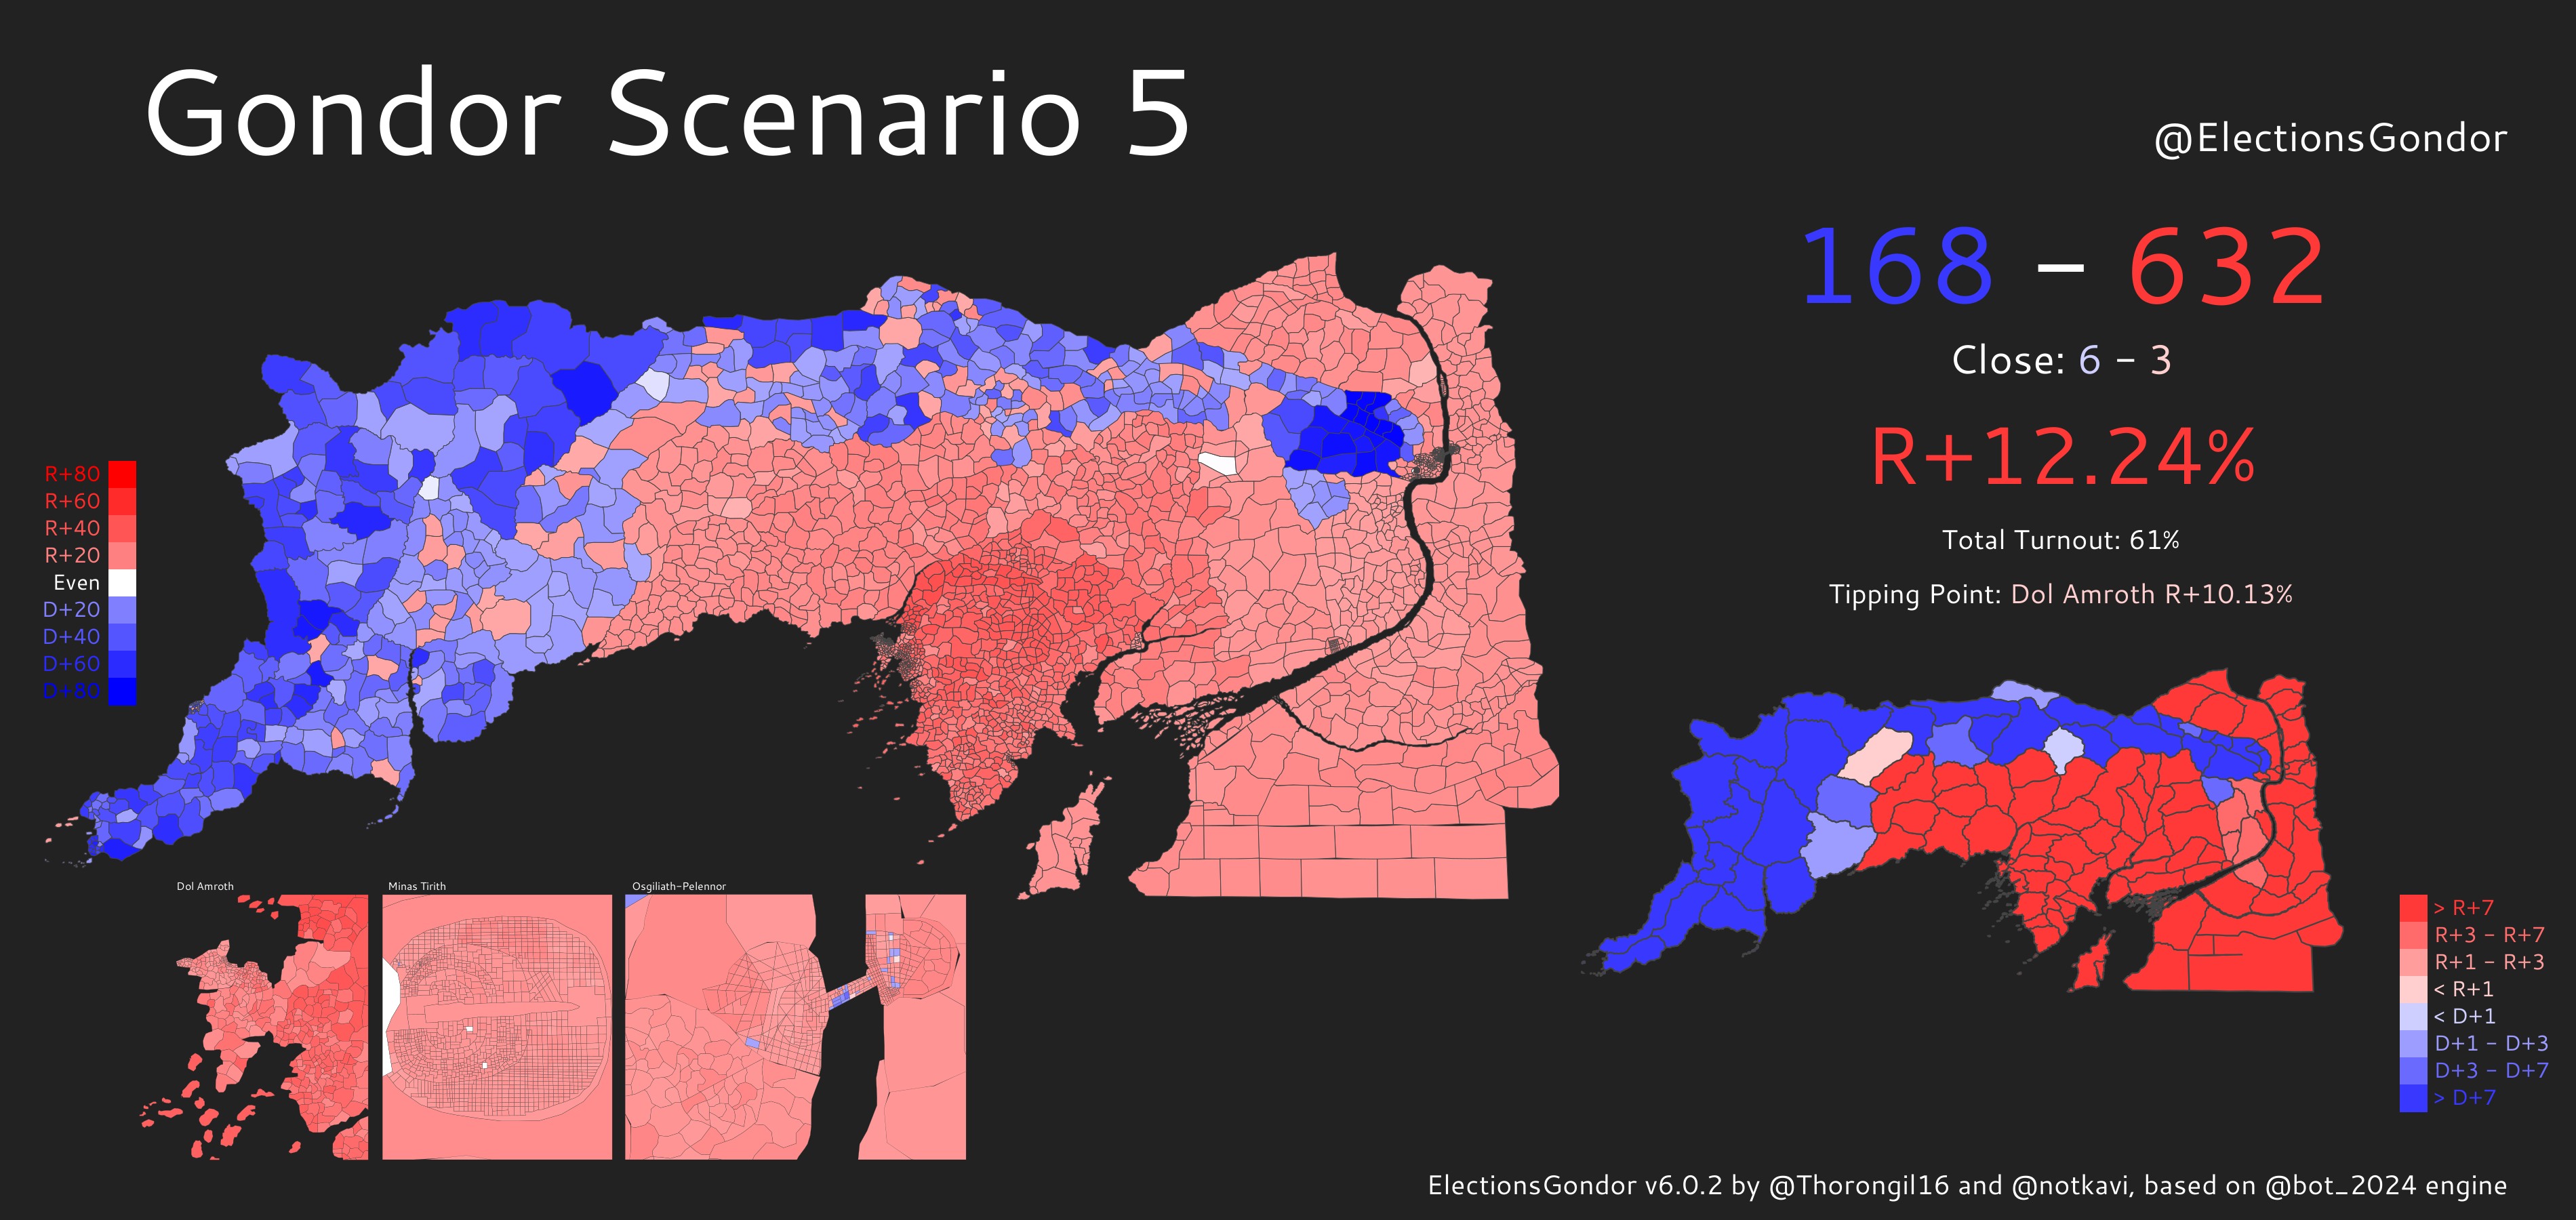 Gondor Scenario 5
@ElectionsGondor
168 – 632
Close: 6 – 3
R+12.24%
Total Turnout: 61%
Tipping Point: Dol Amroth R+10.13%
R+80
R+60
R+40
R+20
Even
D+20
D+40
D+60
D+80
Dol Amroth
Minas Tirith
Osgiliath-Pelennor
> R+7
R+3 - R+7
R+1 - R+3
< R+1
< D+1
D+1 - D+3
D+3 - D+7
> D+7
ElectionsGondor v6.0.2 by @Thorongil16 and @notkavi, based on @bot_2024 engine